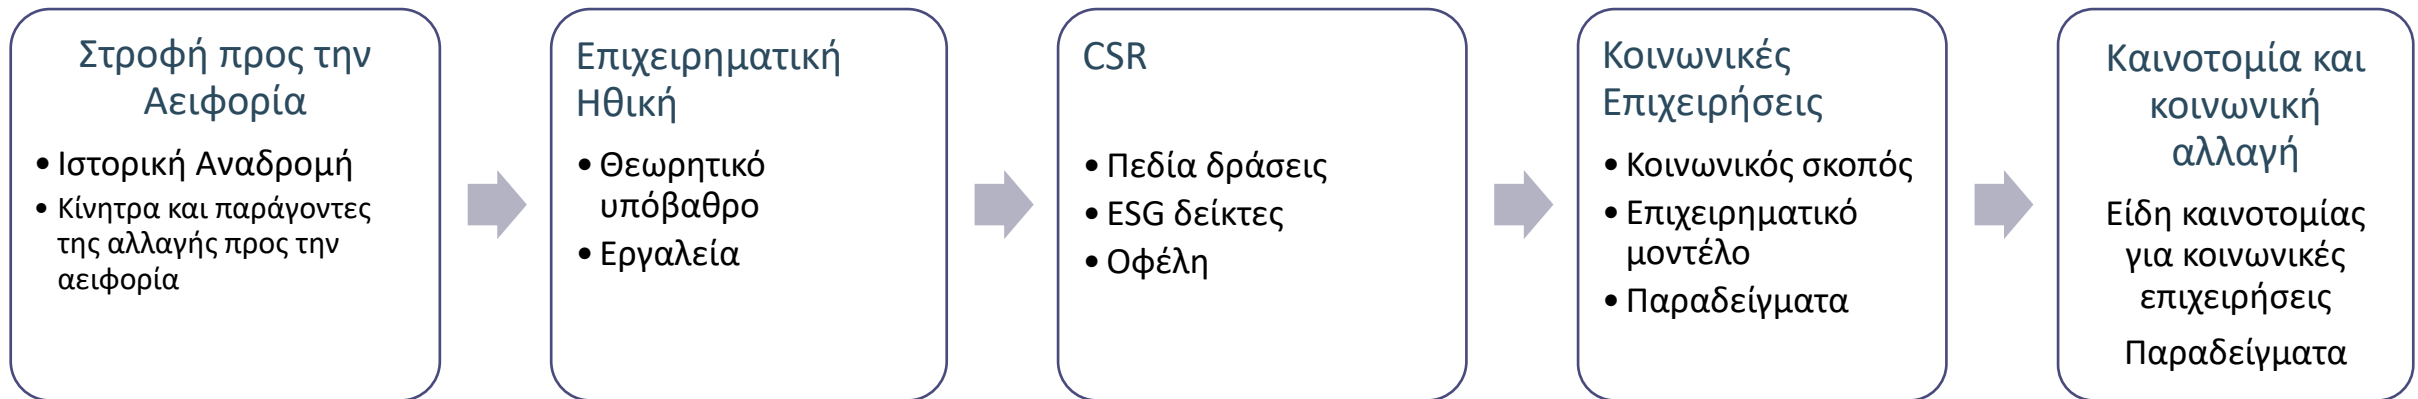 Στροφή προς την
Αειφορία
• Ιστορική Αναδρομή
• Κίνητρα και παράγοντες
της αλλαγής προς την
αειφορία
Επιχειρηματική
Ηθική
• Θεωρητικό
υπόβαθρο
• Εργαλεία
CSR
• Πεδία δράσεις
• ESG δείκτες
• Οφέλη
Κοινωνικές
Επιχειρήσεις
• Κοινωνικός σκοπός
• Επιχειρηματικό
μοντέλο
• Παραδείγματα
Καινοτομία και
κοινωνική
αλλαγή
Είδη καινοτομίας
για κοινωνικές
επιχειρήσεις
Παραδείγματα